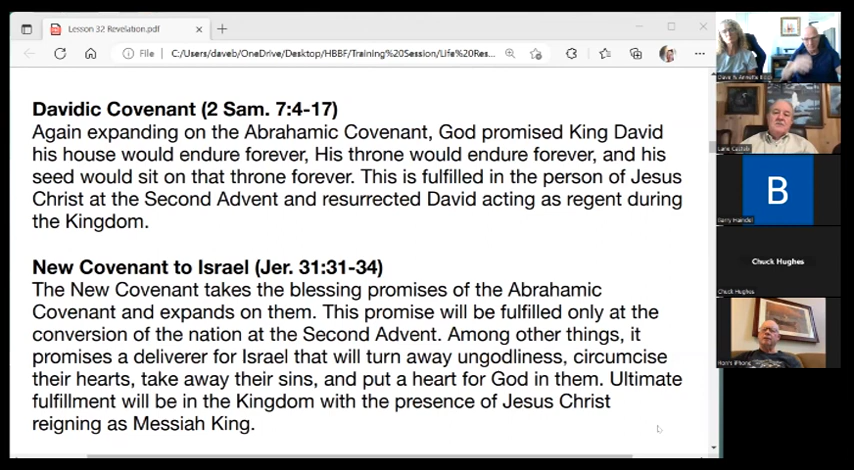 Lesson 32 Revelation.pdf
File
C:/Users/daveb/OneDrive/Desktop/HBBF/Training%20Session/Life%20Res...
Davidic Covenant (2 Sam. 7:4-17)
Again expanding on the Abrahamic Covenant, God promised King David
his house would endure forever, His throne would endure forever, and his
seed would sit on that throne forever. This is fulfilled in the person of Jesus
Christ at the Second Advent and resurrected David acting as regent during
the Kingdom.
New Covenant to Israel (Jer. 31:31-34)
The New Covenant takes the blessing promises of the Abrahamic
Covenant and expands on them. This promise will be fulfilled only at the
conversion of the nation at the Second Advent. Among other things, it
promises a deliverer for Israel that will turn away ungodliness, circumcise
their hearts, take away their sins, and put a heart for God in them. Ultimate
fulfillment will be in the Kingdom with the presence of Jesus Christ
reigning as Messiah King.
Dave & Annette
B
Chuck Hughes
Chuck Hughes
Ron's iPhone